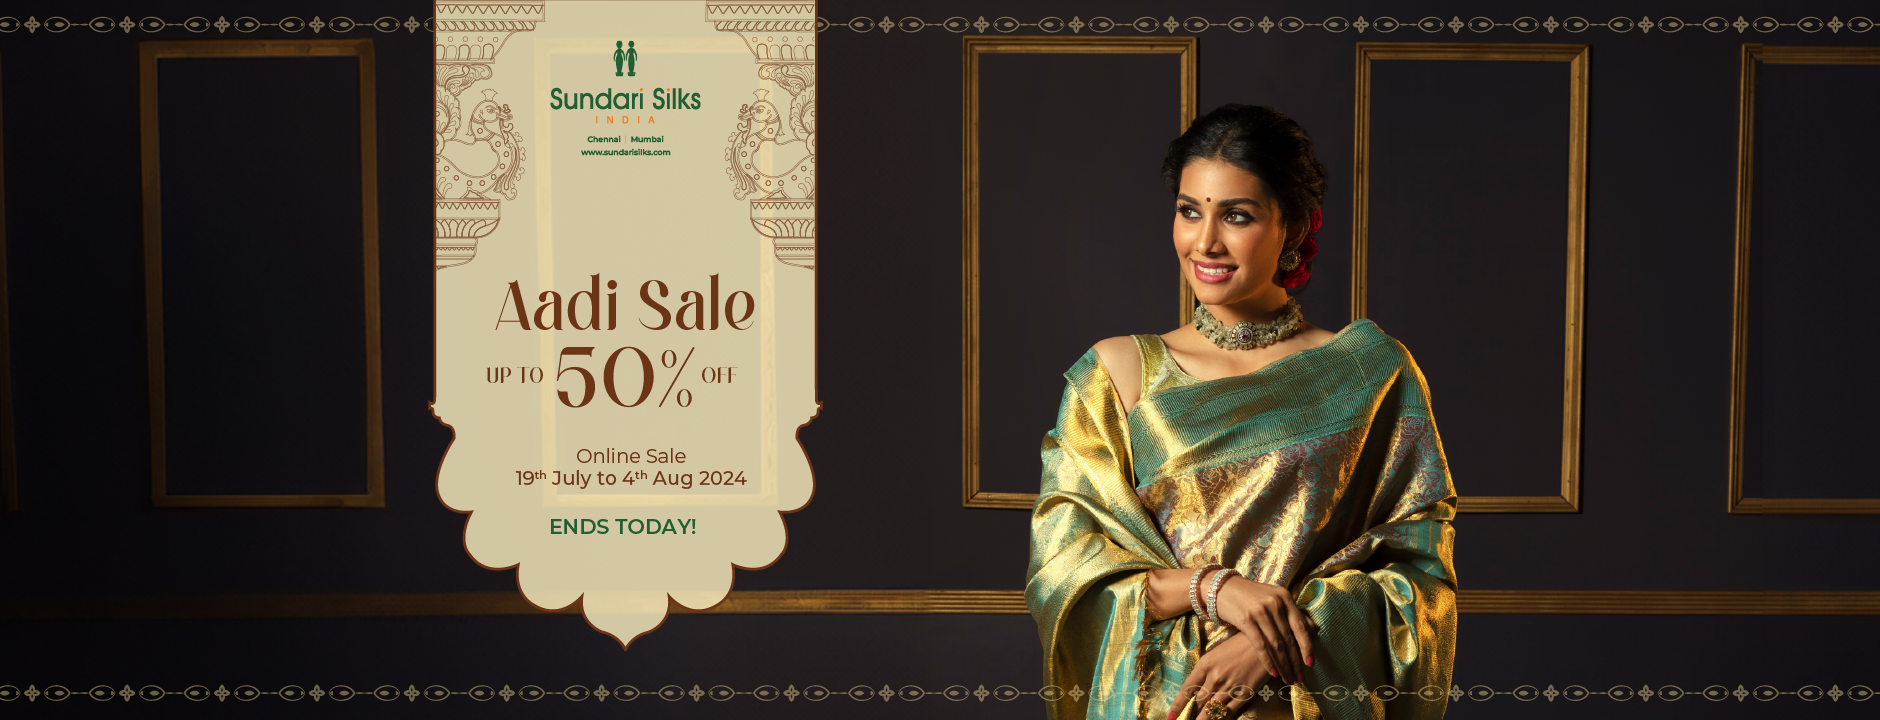 Sundari Silks
INDIA
Chennai | Mumbai
www.sundarisilks.com
Aadi Sale
UP TO 50% OFF
Online Sale
19th July to 4th Aug 2024
ENDS TODAY!